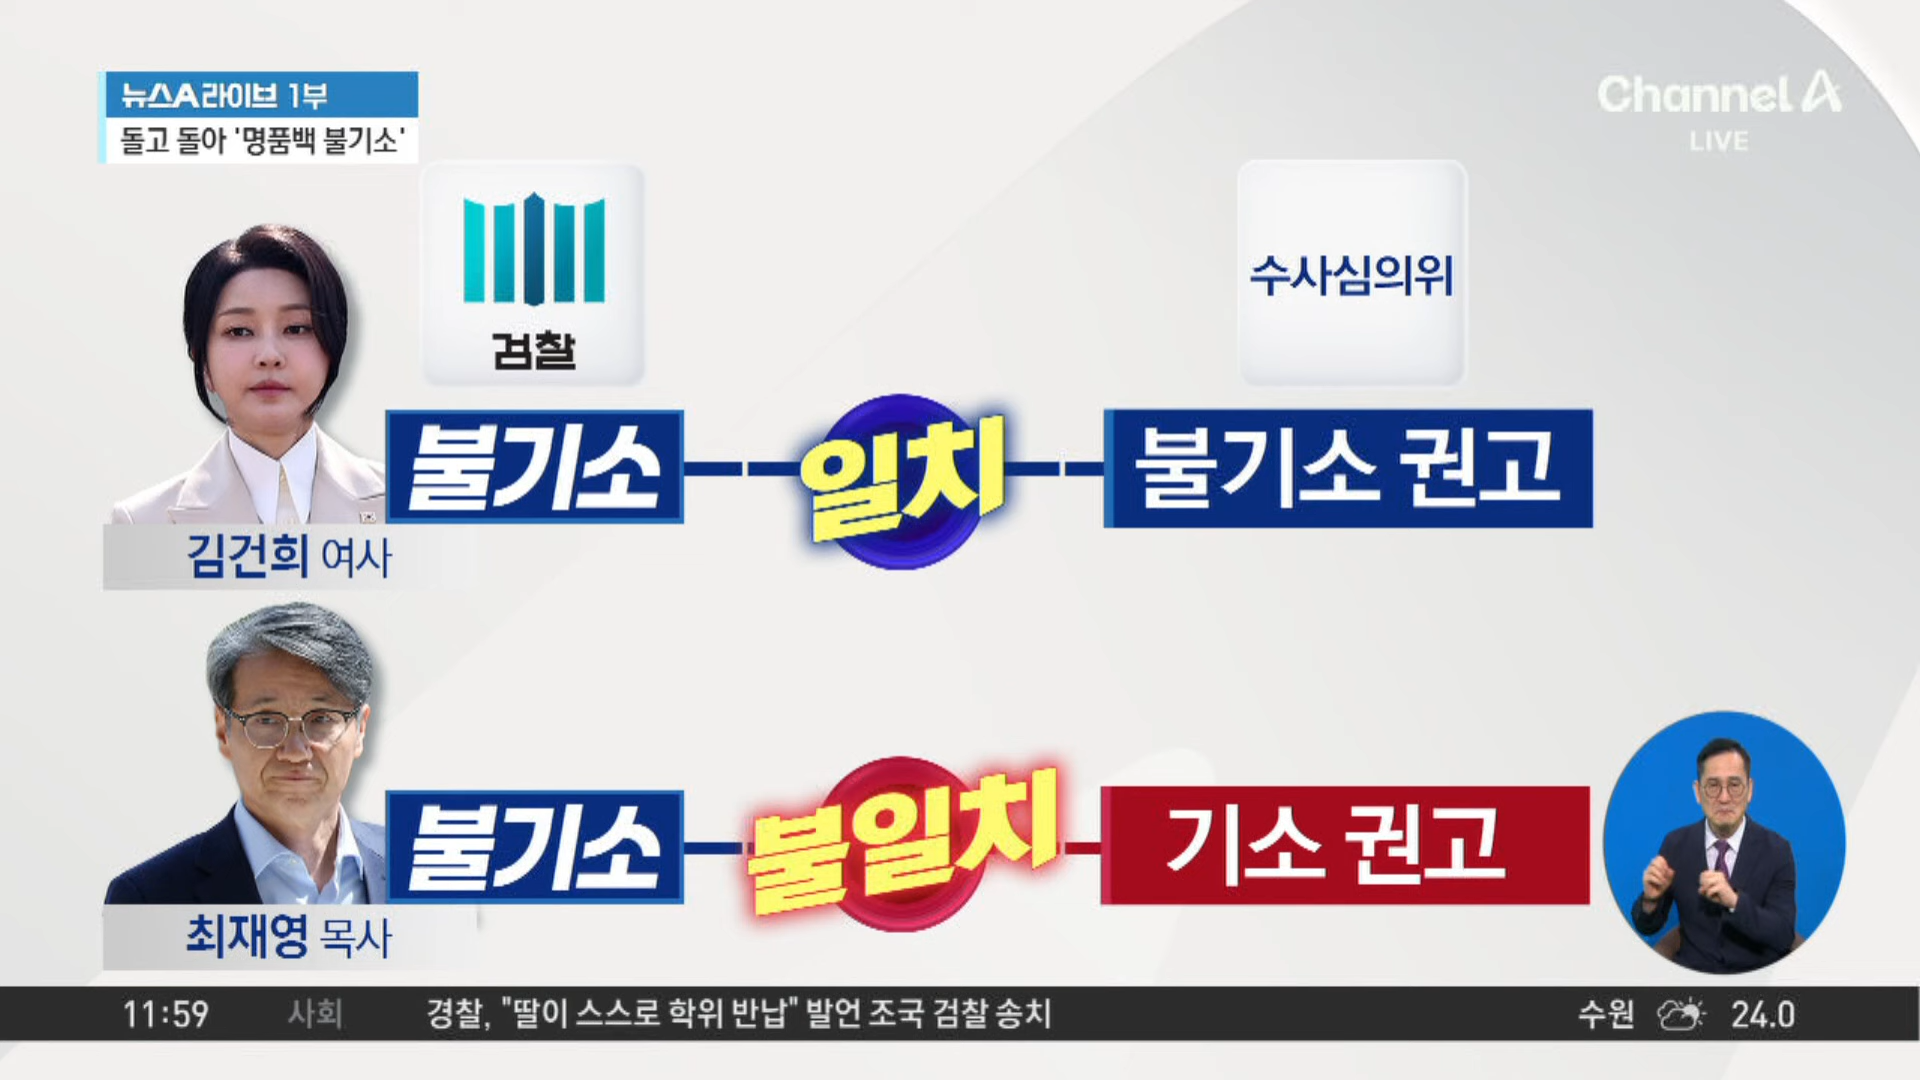 뉴스A 라이브 1부
돌고 돌아 '명품백 불기소'
Channel A
LIVE
검찰
수사심의위
불기소
일치
불기소 권고
김건희 여사
불기소
불일치
기소 권고
최재영 목사
11:59 사회 경찰, "딸이 스스로 학위 반납" 발언 조국 검찰 송치 수원 24.0